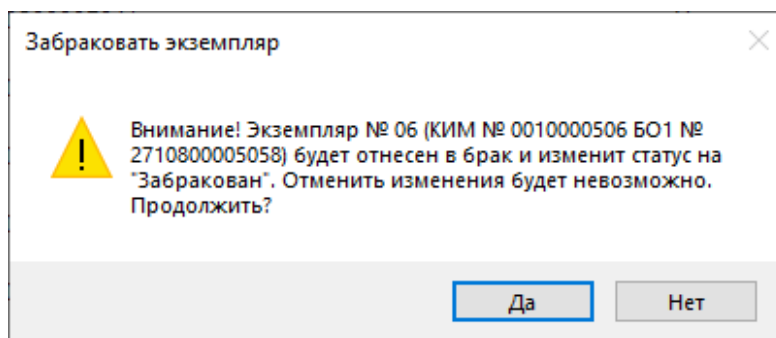 Забраковать экземпляр
Внимание! Экземпляр № 06 (КИМ № 0010000506 БО1 №
2710800005058) будет отнесен в брак и изменит статус на
"Забракован". Отменить изменения будет невозможно.
Продолжить?
Да
Нет